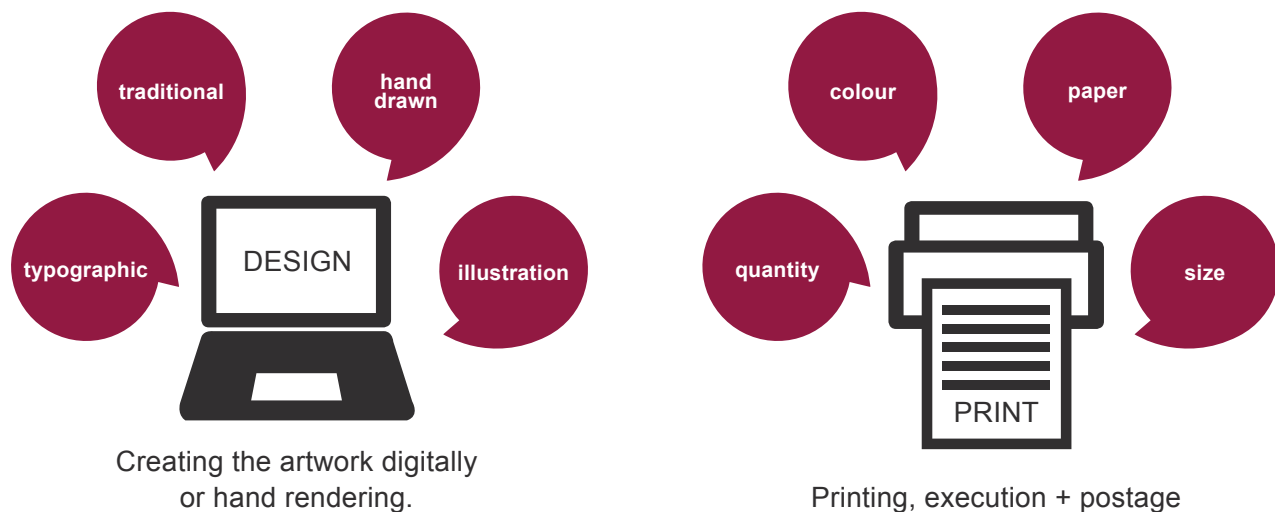 traditional
hand
drawn
typographic
DESIGN
illustration
Creating the artwork digitally
or hand rendering.
colour
paper
quantity
size
PRINT
Printing, execution + postage